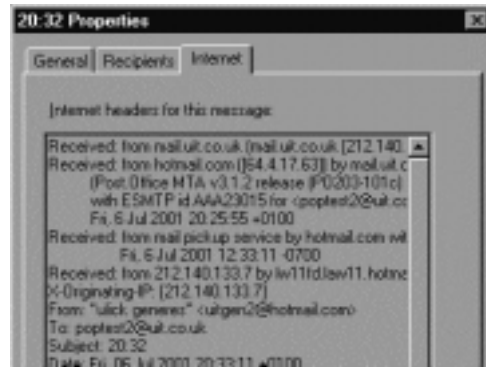 20:32 Properties
General Recipients Internet
Internet headers for this message:
Received: from mail.uit.co.uk (mail.uit.co.uk [212.140.
Received: from hotmail.com ([64.4.17.63]) by mail.uit.c
(Post.Office MTA v3.1.2 release (PO203-101c)
with ESMTP id AAA23015 for <poptest2@uit.co
Fri, 6 Jul 2001 20:25:55 +0100
Received: from mail pickup service by hotmail.com wit
Fri, 6 Jul 2001 12:33:11 -0700
Received: from 212.140.133.7 by lw11fd.law11.hotma
X-Originating-IP: [212.140.133.7]
From: "ulick generes" <uitgen2@hotmail.com>
To: poptest2@uit.co.uk
Subject: 20:32
Date: Fri, 06 Jul 2001 20:33:11 +0100